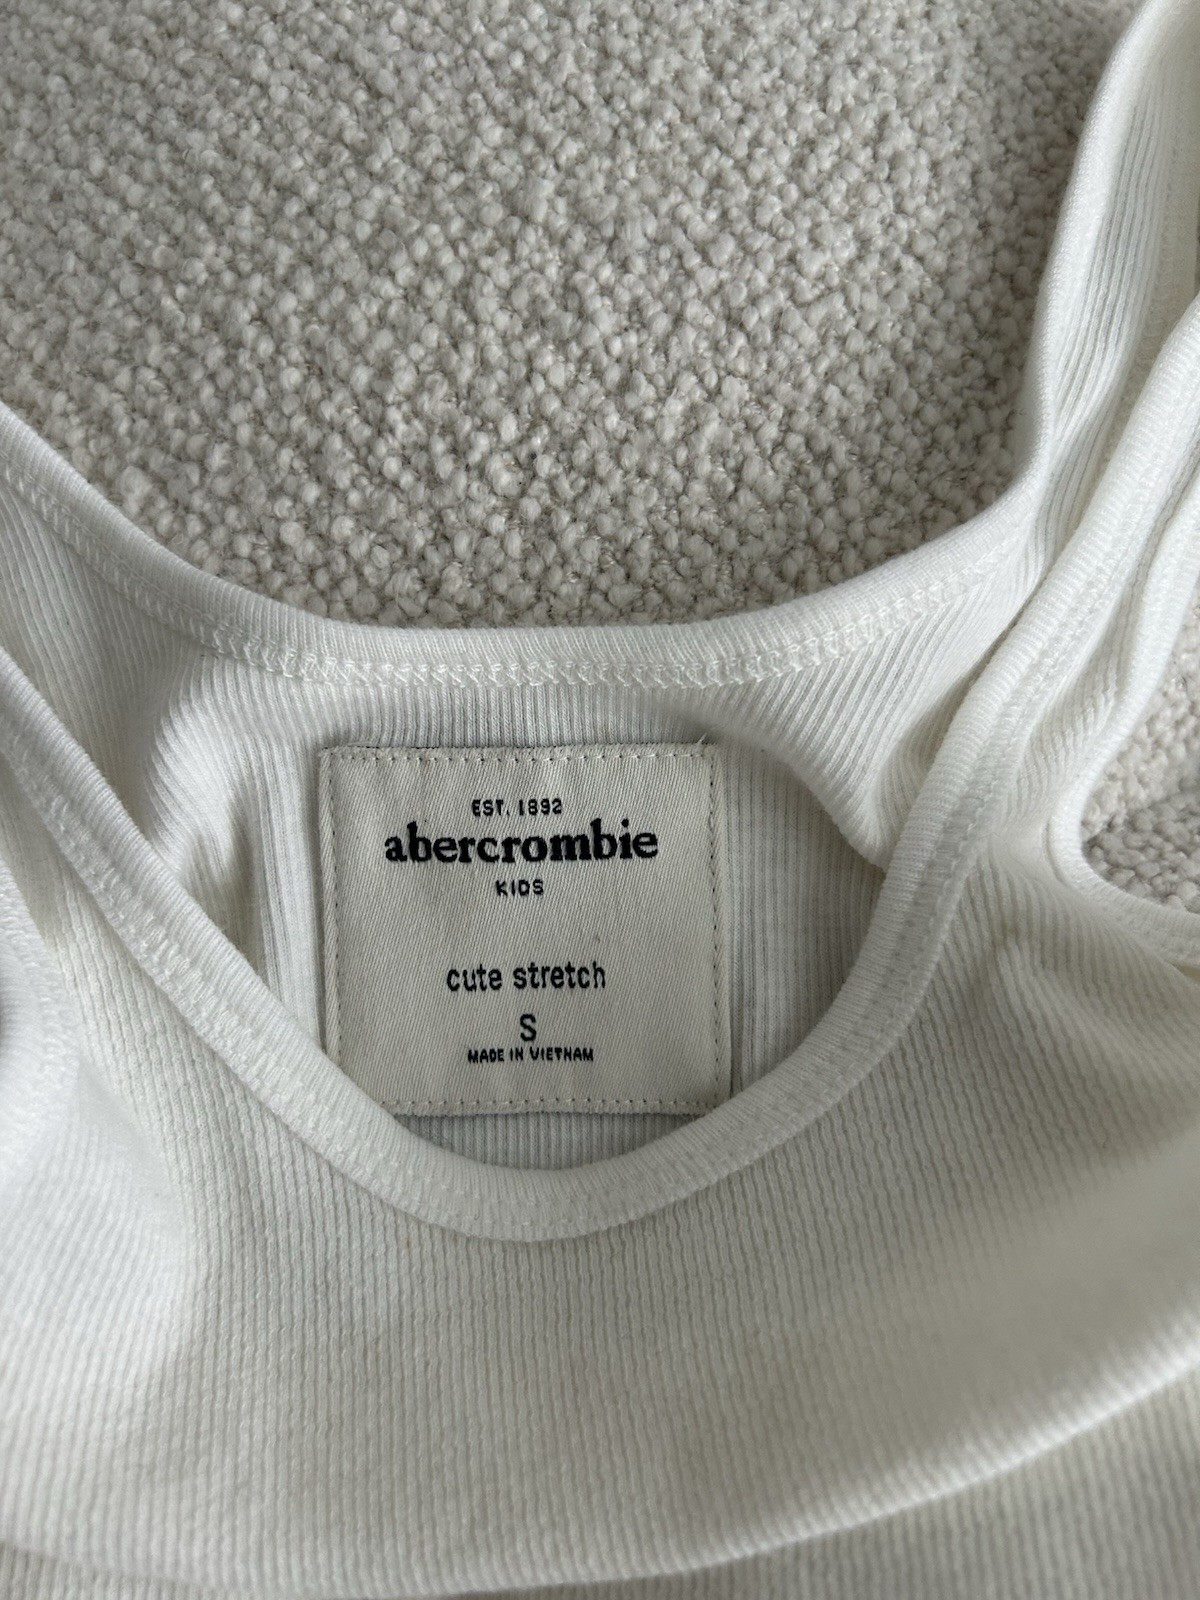 EST. 1892
abercrombie
KIDS
cute stretch
S
MADE IN VIETNAM